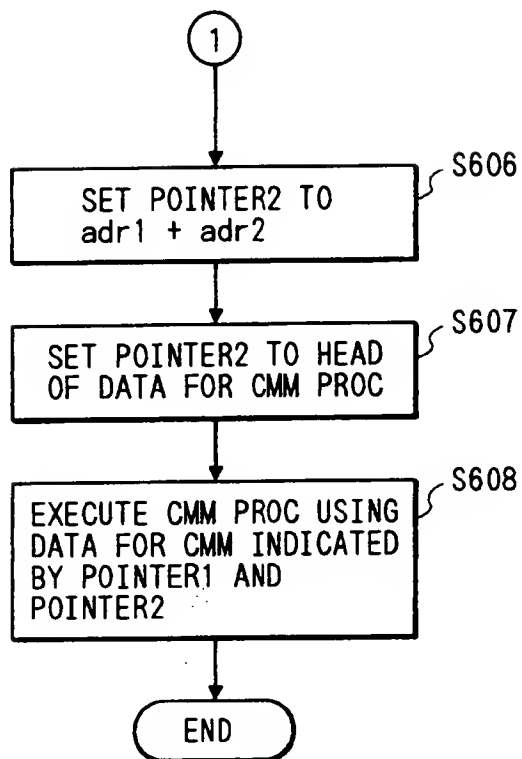 1
S606
SET POINTER2 TO
adr1 + adr2
S607
SET POINTER2 TO HEAD
OF DATA FOR CMM PROC
S608
EXECUTE CMM PROC USING
DATA FOR CMM INDICATED
BY POINTER1 AND
POINTER2
END